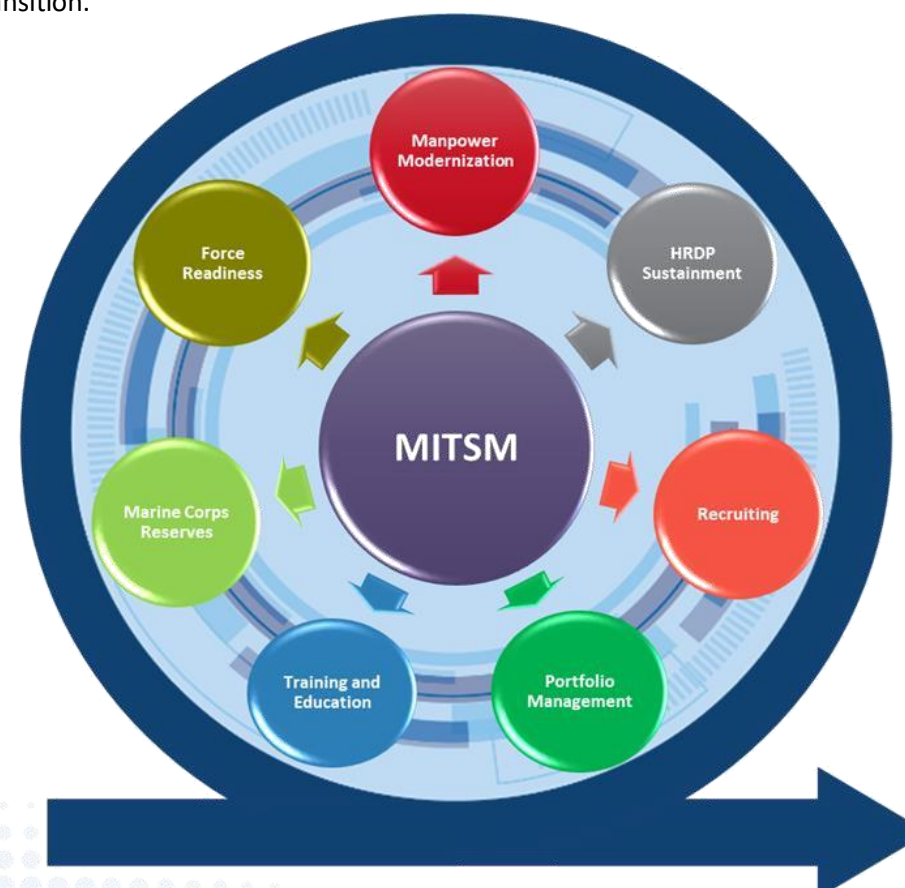 nsition.
Manpower
Modernization
Force
Readiness
HRDP
Sustainment
MITSM
Marine Corps
Reserves
Recruiting
Training and
Education
Portfolio
Management